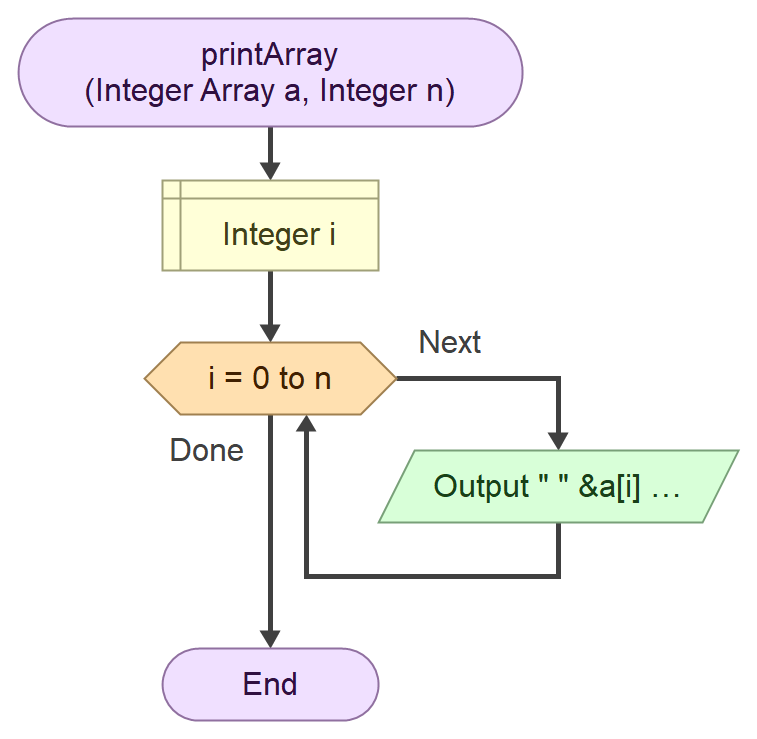 printArray
(Integer Array a, Integer n)
Integer i
i = 0 to n
Next
Done
Output " " &a[i] …
End